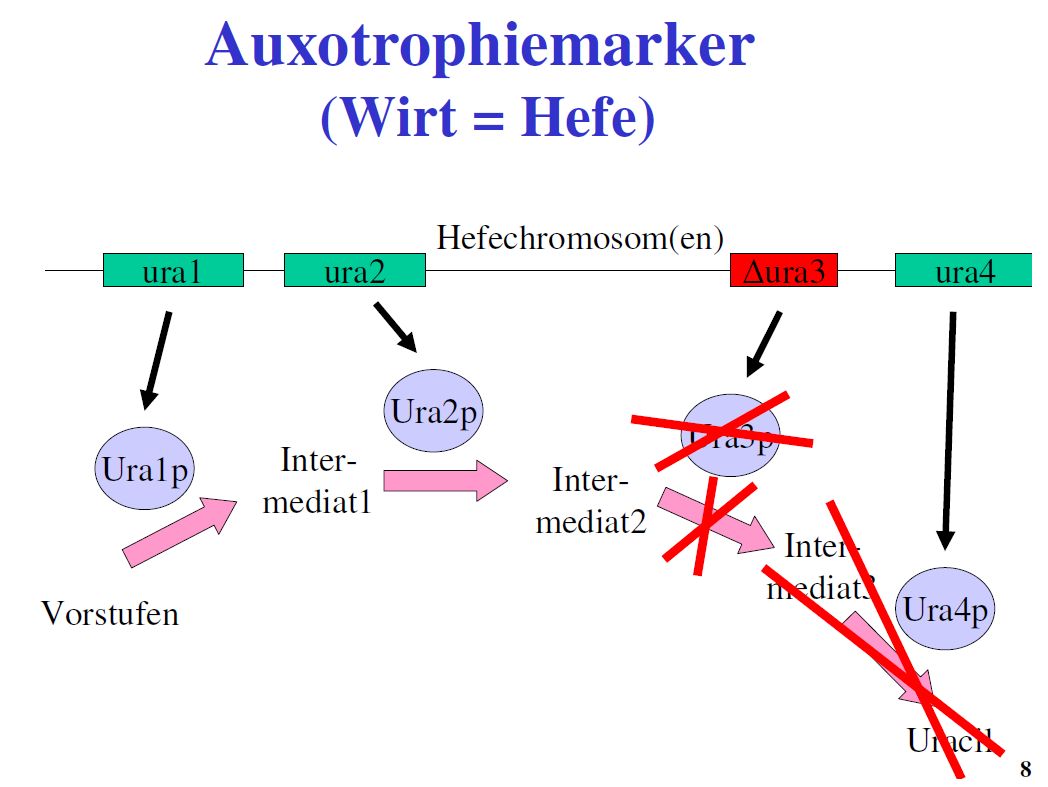 Auxotrophiemarker
(Wirt = Hefe)
Hefechromosom(en)
ura1
ura2
Δura3
ura4
Ura1p
Ura2p
Ura3p
Ura4p
Vorstufen
Inter-
mediat1
Inter-
mediat2
Inter-
mediat3
Uracil
8